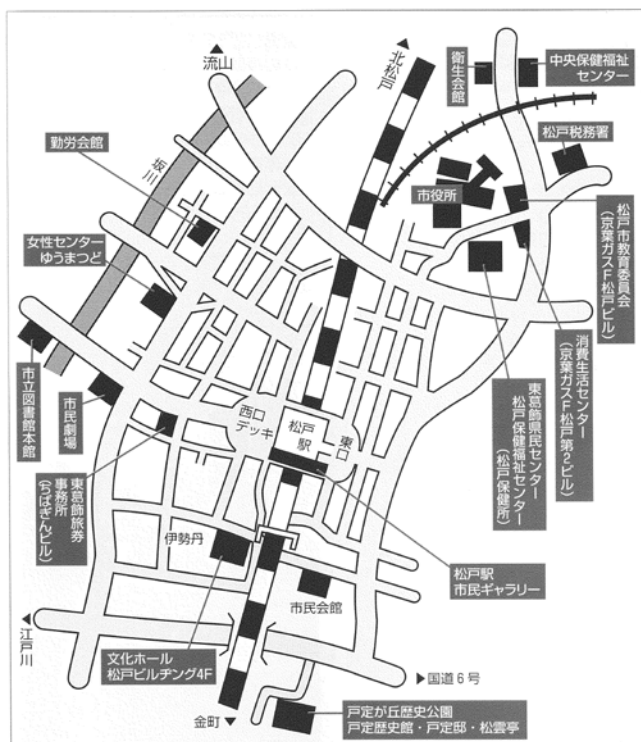 流山
北松戸
衛生会館
中央保健福祉
センター
勤労会館
坂川
松戸税務署
市役所
女性センター
ゆうまつど
松戸市教育委員会
(京葉ガスF松戸ビル)
消費生活センター
(京葉ガスF松戸第2ビル)
東葛飾県民センター
松戸保健福祉センター
(松戸保健所)
市立図書館本館
市民劇場
西口
デッキ
松戸
駅
東口
東葛飾旅券
事務所
(ちばぎんビル)
伊勢丹
松戸駅
市民ギャラリー
市民会館
江戸川
文化ホール
松戸ビルヂング4F
国道6号
金町
戸定が丘歴史公園
戸定歴史館・戸定邸・松雲亭